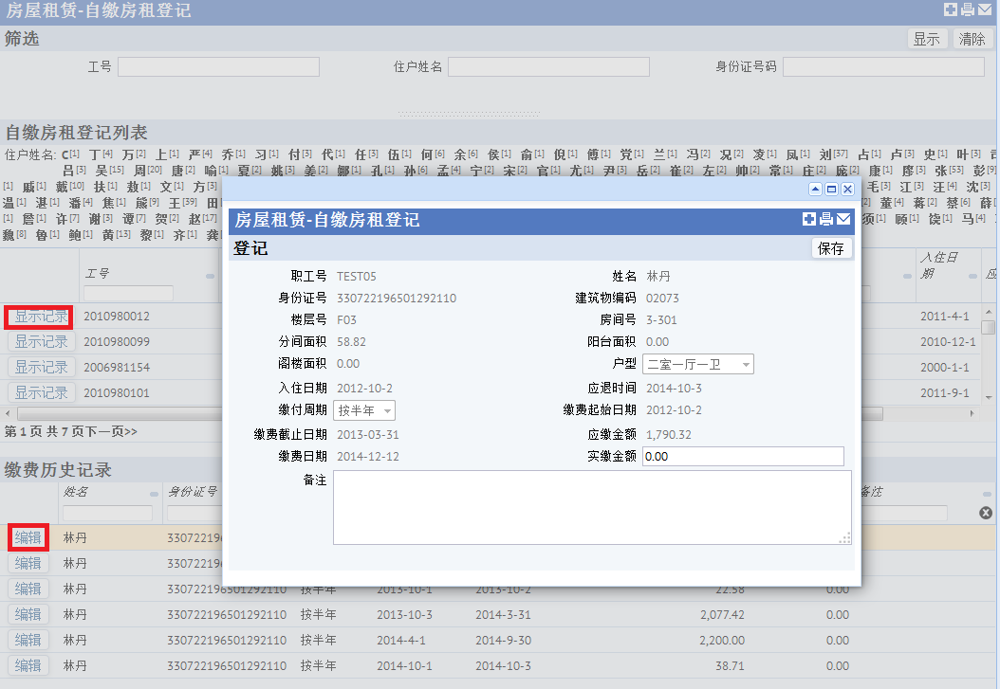 房屋租赁-自缴房租登记
筛选 显示 清除
工号 住户姓名 身份证号码
自缴房租登记列表
住户姓名: C[1] 丁[4] 万[2] 上[1] 严[4] 乔[1] 习[1] 付[3] 代[1] 任[3] 伍[1] 何[6] 余[6] 侯[1] 俞[1] 倪[1] 傅[1] 党[1] 兰[1] 冯[2] 况[2] 凌[1] 凤[1] 刘[37] 占[1] 卢[3] 史[1] 叶[3] 司
吕[3] 吴[15] 周[20] 唐[2] 喻[1] 夏[2] 姚[3] 姜[2] 娜[1] 孔[1] 孙[6] 孟[4] 宁[2] 宋[2] 官[1] 尤[1] 尹[3] 岳[2] 崔[2] 左[2] 帅[2] 常[1] 庄[2] 庞[2] 康[1] 廖[3] 张[53] 彭[9]
[1] 戚[1] 戴[10] 扶[1] 敖[1] 文[1] 方[3] 毛[3] 江[3] 汪[4] 沈[3]
温[1] 湛[1] 潘[4] 焦[1] 熊[9] 王[39] 田 [2] 董[4] 蒋[2] 蔡[6] 薛
[1] 詹[1] 许[7] 谢[3] 谭[7] 贺[2] 赵[17] 须[1] 顾[1] 饶[1] 马[4]
魏[8] 鲁[1] 鲍[1] 黄[13] 黎[1] 齐[1] 龚
工号 入住日期 应
显示记录 2010980012 2011-4-1
显示记录 2010980099 2010-12-1
显示记录 2006981154 2000-1-1
显示记录 2010980101 2011-9-1
第 1 页 共 7 页下一页>>
缴费历史记录
姓名 身份证号 备注
编辑 林丹 33072219
编辑 林丹 33072219
编辑 林丹 330722196501292110 按半年 2013-10-1 2013-10-2 22.58 0.00
编辑 林丹 330722196501292110 按半年 2013-10-3 2014-3-31 2,077.42 0.00
编辑 林丹 330722196501292110 按半年 2014-4-1 2014-9-30 2,200.00 0.00
编辑 林丹 330722196501292110 按半年 2014-10-1 2014-10-3 38.71 0.00
房屋租赁-自缴房租登记
登记 保存
职工号 TEST05 姓名 林丹
身份证号 330722196501292110 建筑物编码 02073
楼层号 F03 房间号 3-301
分间面积 58.82 阳台面积 0.00
阁楼面积 0.00 户型 二室一厅一卫
入住日期 2012-10-2 应退时间 2014-10-3
缴付周期 按半年 缴费起始日期 2012-10-2
缴费截止日期 2013-03-31 应缴金额 1,790.32
缴费日期 2014-12-12 实缴金额 0.00
备注